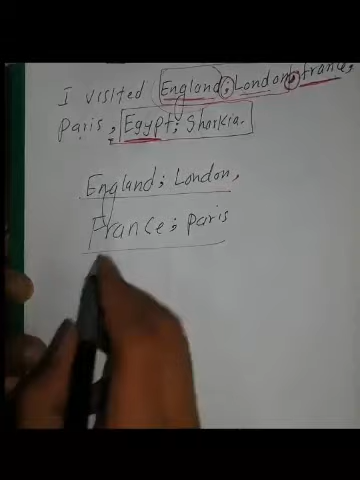 I visited England; London, france;
Paris, Egypt; Sharkia.
England; London,
France; Paris